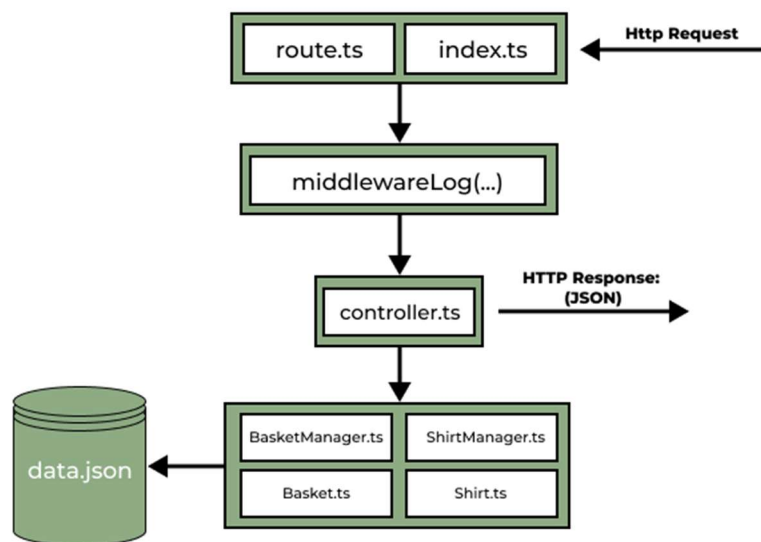 route.ts
index.ts
Http Request
middlewareLog(...)
controller.ts
HTTP Response:
(JSON)
BasketManager.ts
ShirtManager.ts
data.json
Basket.ts
Shirt.ts